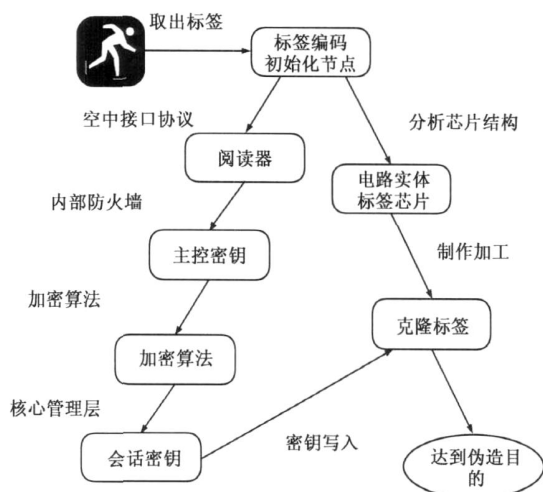 取出标签
标签编码
初始化节点
空中接口协议
分析芯片结构
阅读器
电路实体
标签芯片
内部防火墙
主控密钥
制作加工
加密算法
克隆标签
加密算法
核心管理层
密钥写入
会话密钥
达到伪造目
的